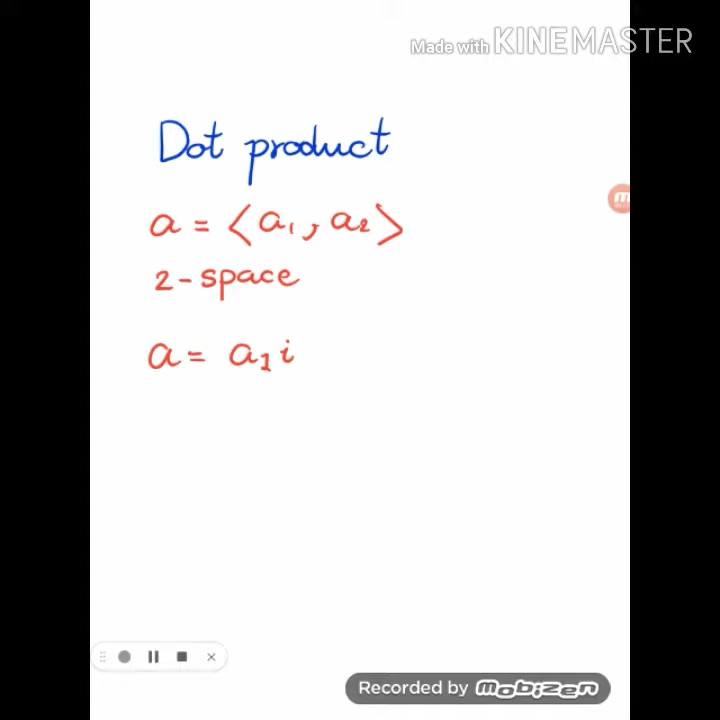 Made with KINEMASTER
Dot product
a = ⟨a₁, a₂⟩
2-space
a = a₁i
Recorded by mobizen